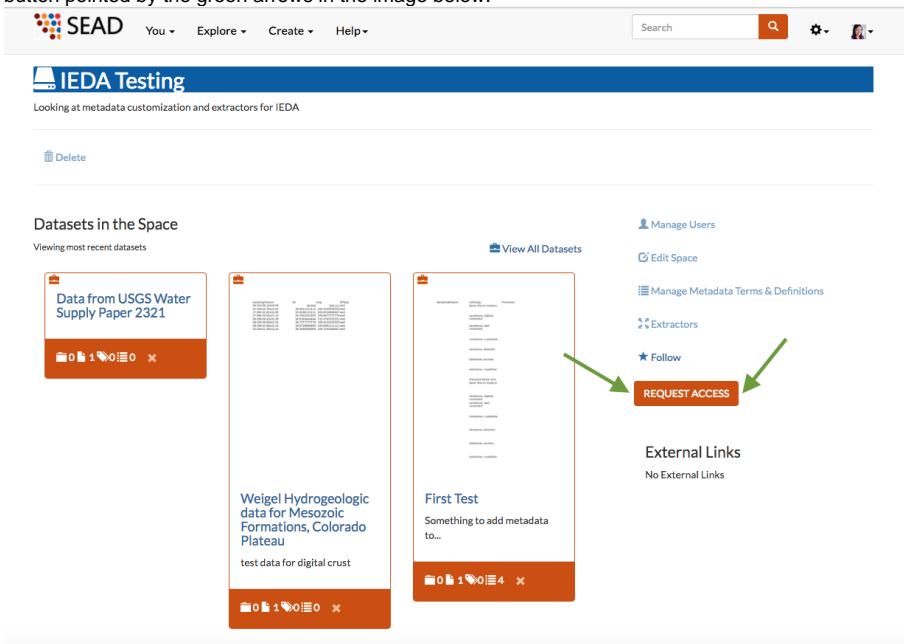 button pointed by the green arrows in the image below.
SEAD You Explore Create Help Search
IEDA Testing
Looking at metadata customization and extractors for IEDA
Delete
Datasets in the Space
Viewing most recent datasets
View All Datasets
Data from USGS Water
Supply Paper 2321
0 1 0 0 ×
Weigel Hydrogeologic
data for Mesozoic
Formations, Colorado
Plateau
test data for digital crust
0 1 0 0 ×
First Test
Something to add metadata
to...
0 1 0 4 ×
Manage Users
Edit Space
Manage Metadata Terms & Definitions
Extractors
Follow
REQUEST ACCESS
External Links
No External Links